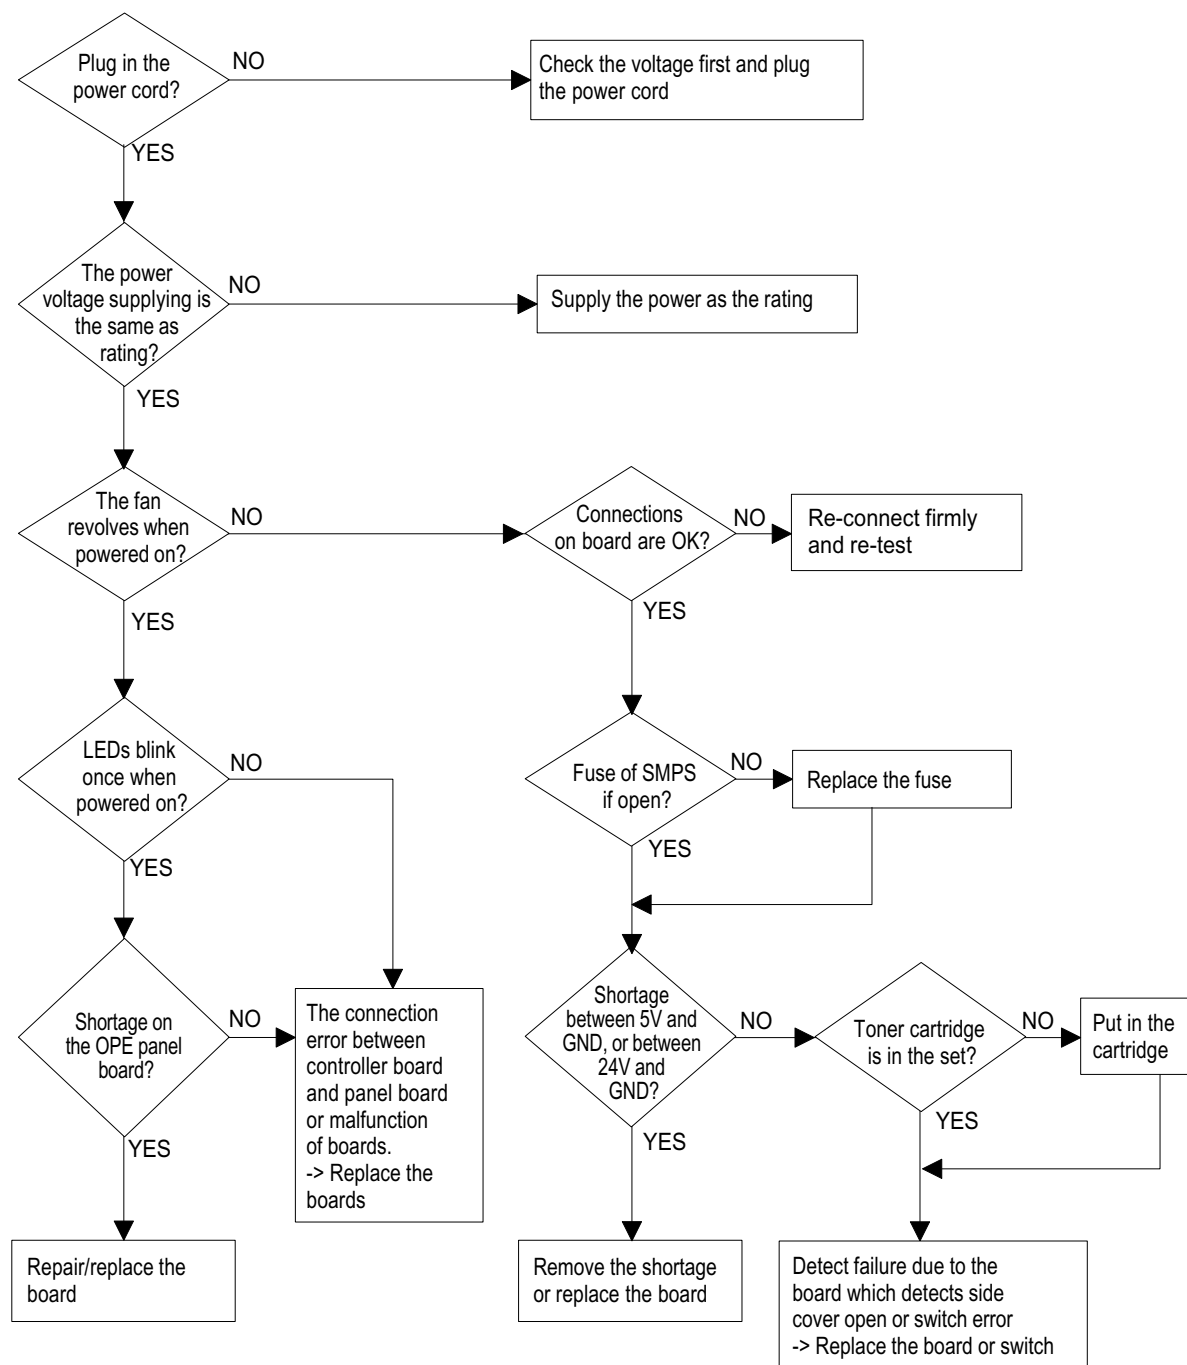 Plug in the
power cord?
NO
Check the voltage first and plug
the power cord
YES
The power
voltage supplying is
the same as
rating?
NO
Supply the power as the rating
YES
The fan
revolves when
powered on?
NO
Connections
on board are OK?
NO
Re-connect firmly
and re-test
YES
YES
LEDs blink
once when
powered on?
NO
Fuse of SMPS
if open?
NO
Replace the fuse
YES
YES
Shortage on
the OPE panel
board?
NO
The connection
error between
controller board
and panel board
or malfunction
of boards.
-> Replace the
boards
Shortage
between 5V and
GND, or between
24V and
GND?
NO
Toner cartridge
is in the set?
NO
Put in the
cartridge
YES
YES
YES
Repair/replace the
board
Remove the shortage
or replace the board
Detect failure due to the
board which detects side
cover open or switch error
-> Replace the board or switch